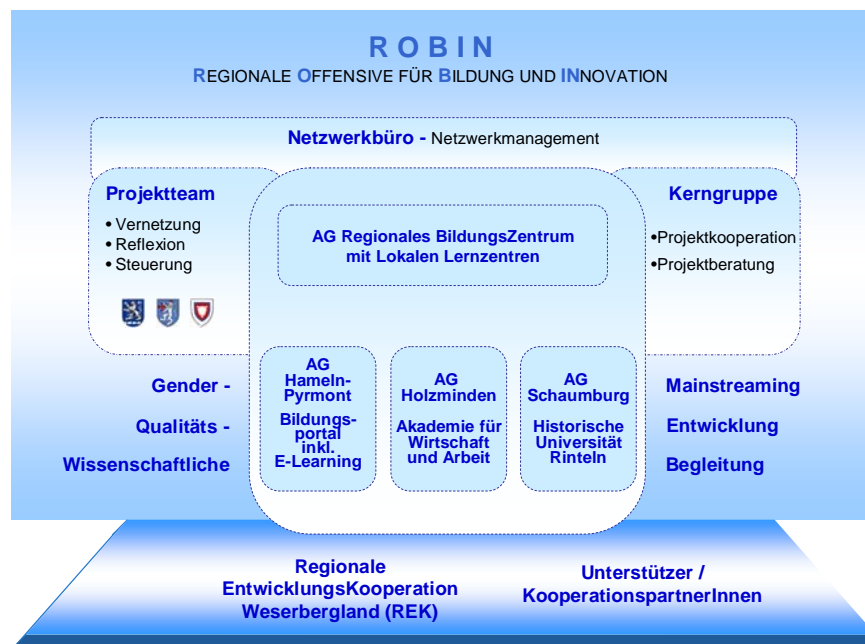 ROBIN
REGIONALE OFFENSIVE FÜR BILDUNG UND INNOVATION
Netzwerkbüro - Netzwerkmanagement
Projektteam
• Vernetzung
• Reflexion
• Steuerung
AG Regionales BildungsZentrum
mit Lokalen Lernzentren
Kerngruppe
•Projektkooperation
•Projektberatung
AG
Hameln-
Pyrmont
Bildungs-
portal
inkl.
E-Learning
AG
Holzminden
Akademie für
Wirtschaft
und Arbeit
AG
Schaumburg
Historische
Universität
Rinteln
Gender - Mainstreaming
Qualitäts - Entwicklung
Wissenschaftliche Begleitung
Regionale
EntwicklungsKooperation
Weserbergland (REK)
Unterstützer /
KooperationspartnerInnen